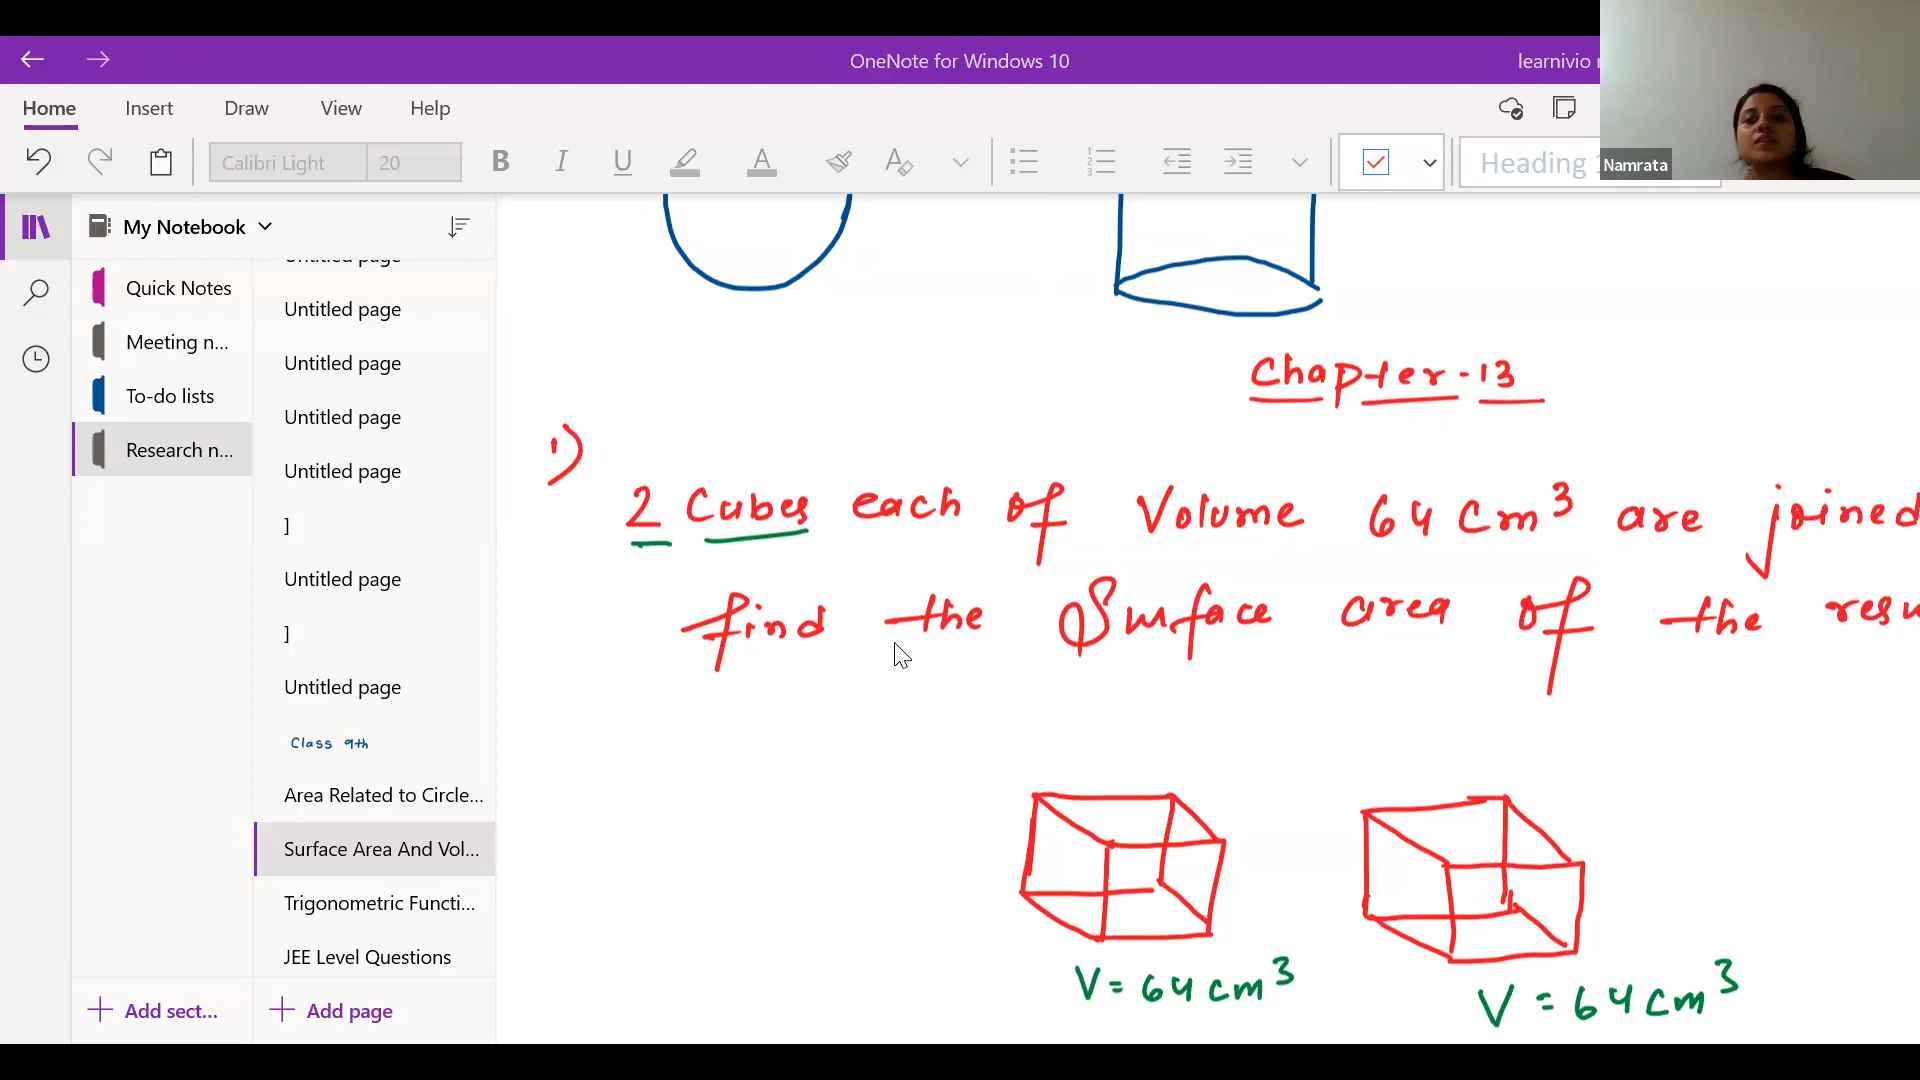 OneNote for Windows 10
learnivio
Home Insert Draw View Help
Calibri Light 20 B I U A Heading
Namrata
My Notebook
Quick Notes
Meeting n...
To-do lists
Research n...
Untitled page
Untitled page
Untitled page
Untitled page
Untitled page
]
Untitled page
]
Untitled page
Class 9th
Area Related to Circle...
Surface Area And Vol...
Trigonometric Functi...
JEE Level Questions
Add sect...
Add page
Chapter-13
1)
2 Cubes each of Volume 64 cm³ are joined
find the Surface area of the resu
V = 64 cm³
V = 64 cm³